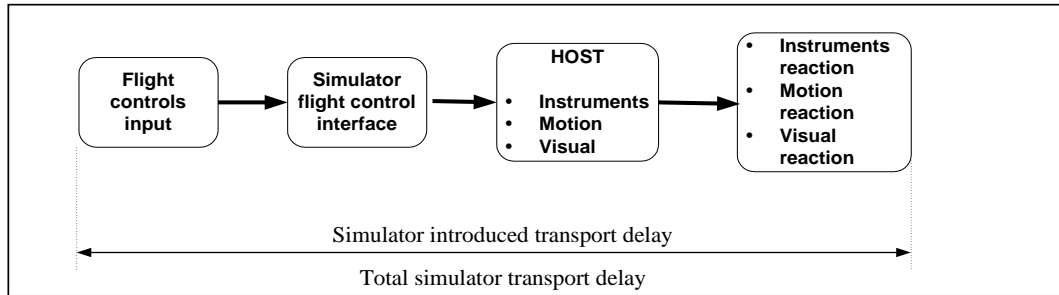 Flight
controls
input
Simulator
flight control
interface
HOST
• Instruments
• Motion
• Visual
• Instruments
reaction
• Motion
reaction
• Visual
reaction
Simulator introduced transport delay
Total simulator transport delay